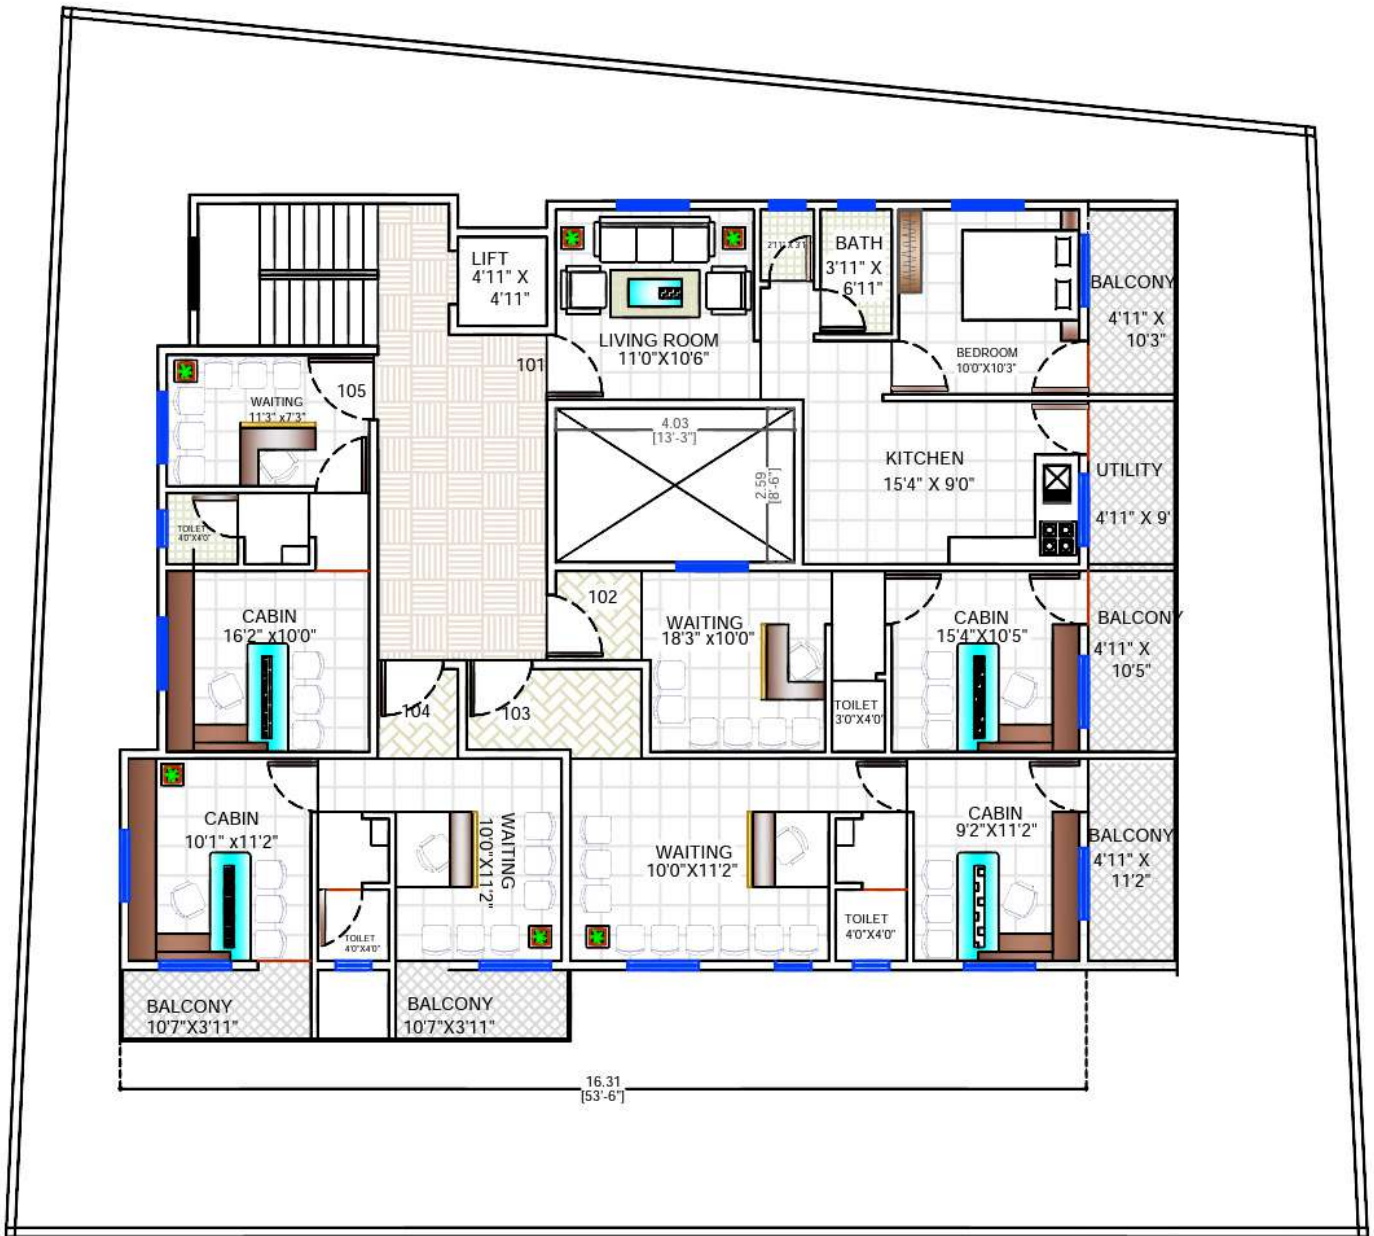 LIFT
4'11" X
4'11"
2'11" X 3'1"
BATH
3'11" X
6'11"
BALCONY
4'11" X
10'3"
LIVING ROOM
11'0"X10'6"
BEDROOM
10'0"X10'3"
101
105
WAITING
11'3" x7'3"
4.03
[13'-3"]
2.59
[8'-6"]
KITCHEN
15'4" X 9'0"
UTILITY
4'11" X 9'
TOILET
4'0"X4'0"
102
WAITING
18'3" x10'0"
CABIN
16'2" x10'0"
CABIN
15'4"X10'5"
BALCONY
4'11" X
10'5"
TOILET
3'0"X4'0"
104
103
CABIN
10'1" x11'2"
WAITING
10'0"X11'2"
WAITING
10'0"X11'2"
CABIN
9'2"X11'2"
BALCONY
4'11" X
11'2"
TOILET
4'0"X4'0"
TOILET
4'0"X4'0"
BALCONY
10'7"X3'11"
BALCONY
10'7"X3'11"
16.31
[53'-6"]